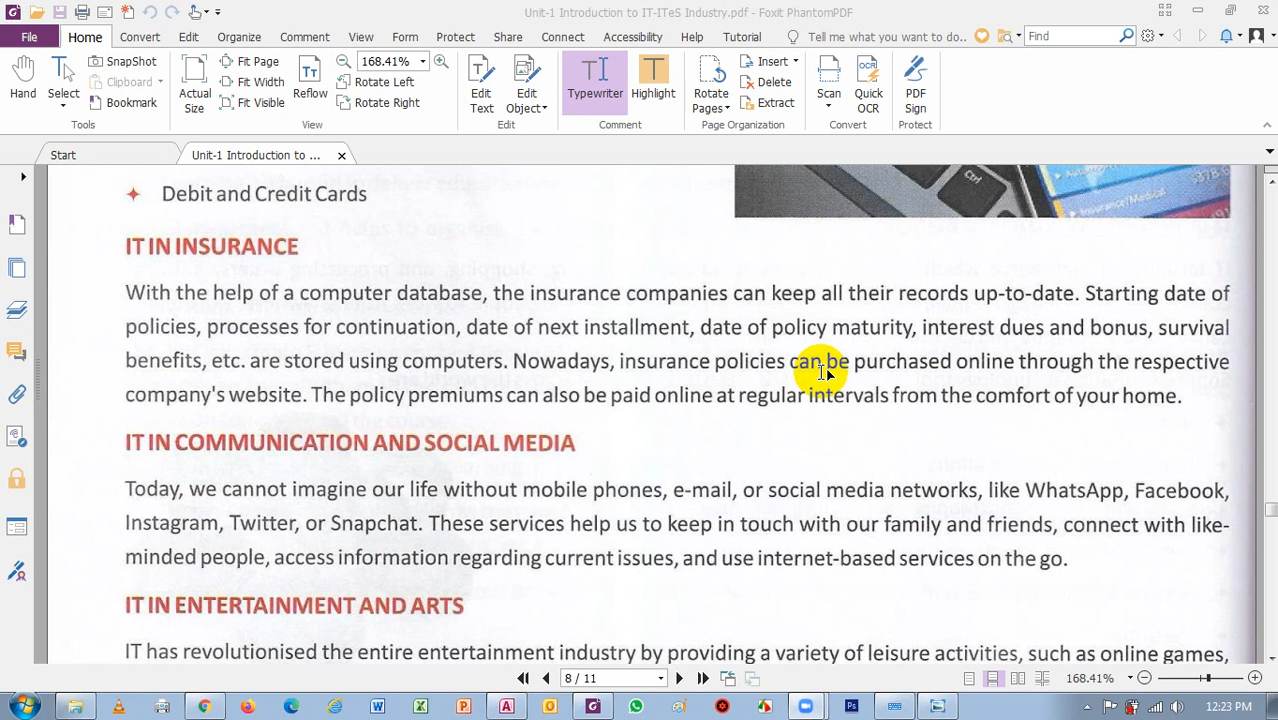 Unit-1 Introduction to IT-ITeS Industry.pdf - Foxit PhantomPDF
File Home Convert Edit Organize Comment View Form Protect Share Connect Accessibility Help Tutorial Tell me what you want to do.. Find
Hand
Select
SnapShot
Clipboard
Bookmark
Tools
Actual Size
Fit Page
Fit Width
Fit Visible
Reflow
168.41%
Rotate Left
Rotate Right
View
Edit Text
Edit Object
Edit
Typewriter
Highlight
Comment
Rotate Pages
Insert
Delete
Extract
Page Organization
Scan
Quick OCR
Convert
PDF Sign
Protect
Start Unit-1 Introduction to ...
Ctrl
Insurance/Medical
-378
Debit and Credit Cards
IT IN INSURANCE
With the help of a computer database, the insurance companies can keep all their records up-to-date. Starting date of
policies, processes for continuation, date of next installment, date of policy maturity, interest dues and bonus, survival
benefits, etc. are stored using computers. Nowadays, insurance policies can be purchased online through the respective
company's website. The policy premiums can also be paid online at regular intervals from the comfort of your home.
IT IN COMMUNICATION AND SOCIAL MEDIA
Today, we cannot imagine our life without mobile phones, e-mail, or social media networks, like WhatsApp, Facebook,
Instagram, Twitter, or Snapchat. These services help us to keep in touch with our family and friends, connect with like-
minded people, access information regarding current issues, and use internet-based services on the go.
IT IN ENTERTAINMENT AND ARTS
IT has revolutionised the entire entertainment industry by providing a variety of leisure activities, such as online games,
8 / 11
168.41%
12:23 PM